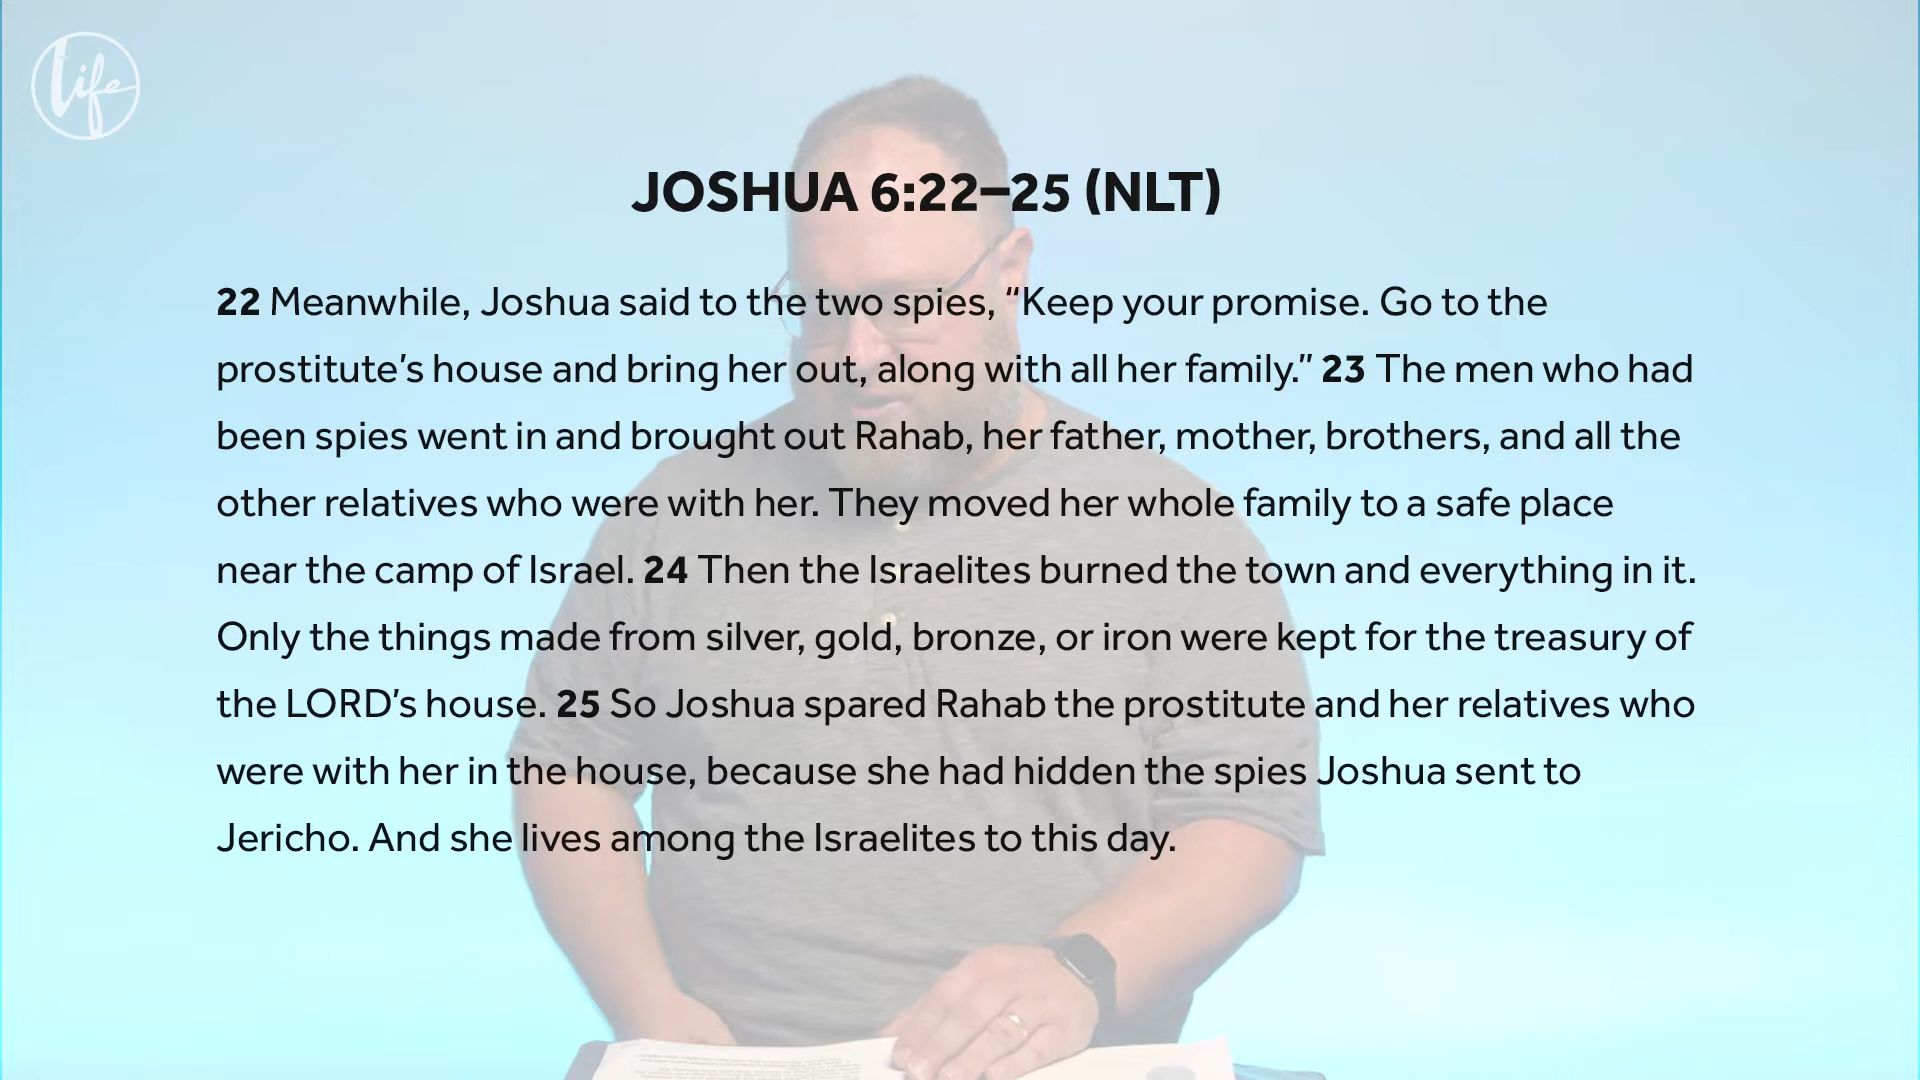 Life
JOSHUA 6:22–25 (NLT)
22 Meanwhile, Joshua said to the two spies, “Keep your promise. Go to the
prostitute’s house and bring her out, along with all her family.” 23 The men who had
been spies went in and brought out Rahab, her father, mother, brothers, and all the
other relatives who were with her. They moved her whole family to a safe place
near the camp of Israel. 24 Then the Israelites burned the town and everything in it.
Only the things made from silver, gold, bronze, or iron were kept for the treasury of
the LORD’s house. 25 So Joshua spared Rahab the prostitute and her relatives who
were with her in the house, because she had hidden the spies Joshua sent to
Jericho. And she lives among the Israelites to this day.